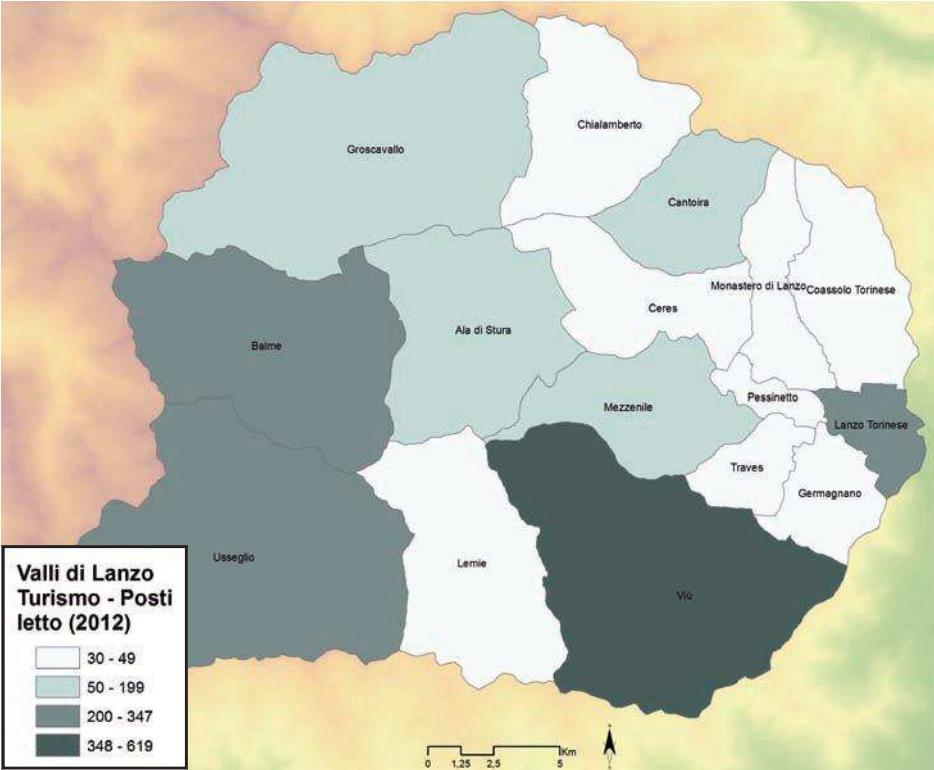 Chialamberto
Groscavallo
Cantoira
Monastero di Lanzo
Coassolo Torinese
Ceres
Ala di Stura
Balme
Pessinetto
Mezzenile
Lanzo Torinese
Traves
Germagnano
Usseglio
Lemie
Viù
Valli di Lanzo
Turismo - Posti
letto (2012)
30 - 49
50 - 199
200 - 347
348 - 619
Km
0 1,25 2,5 5